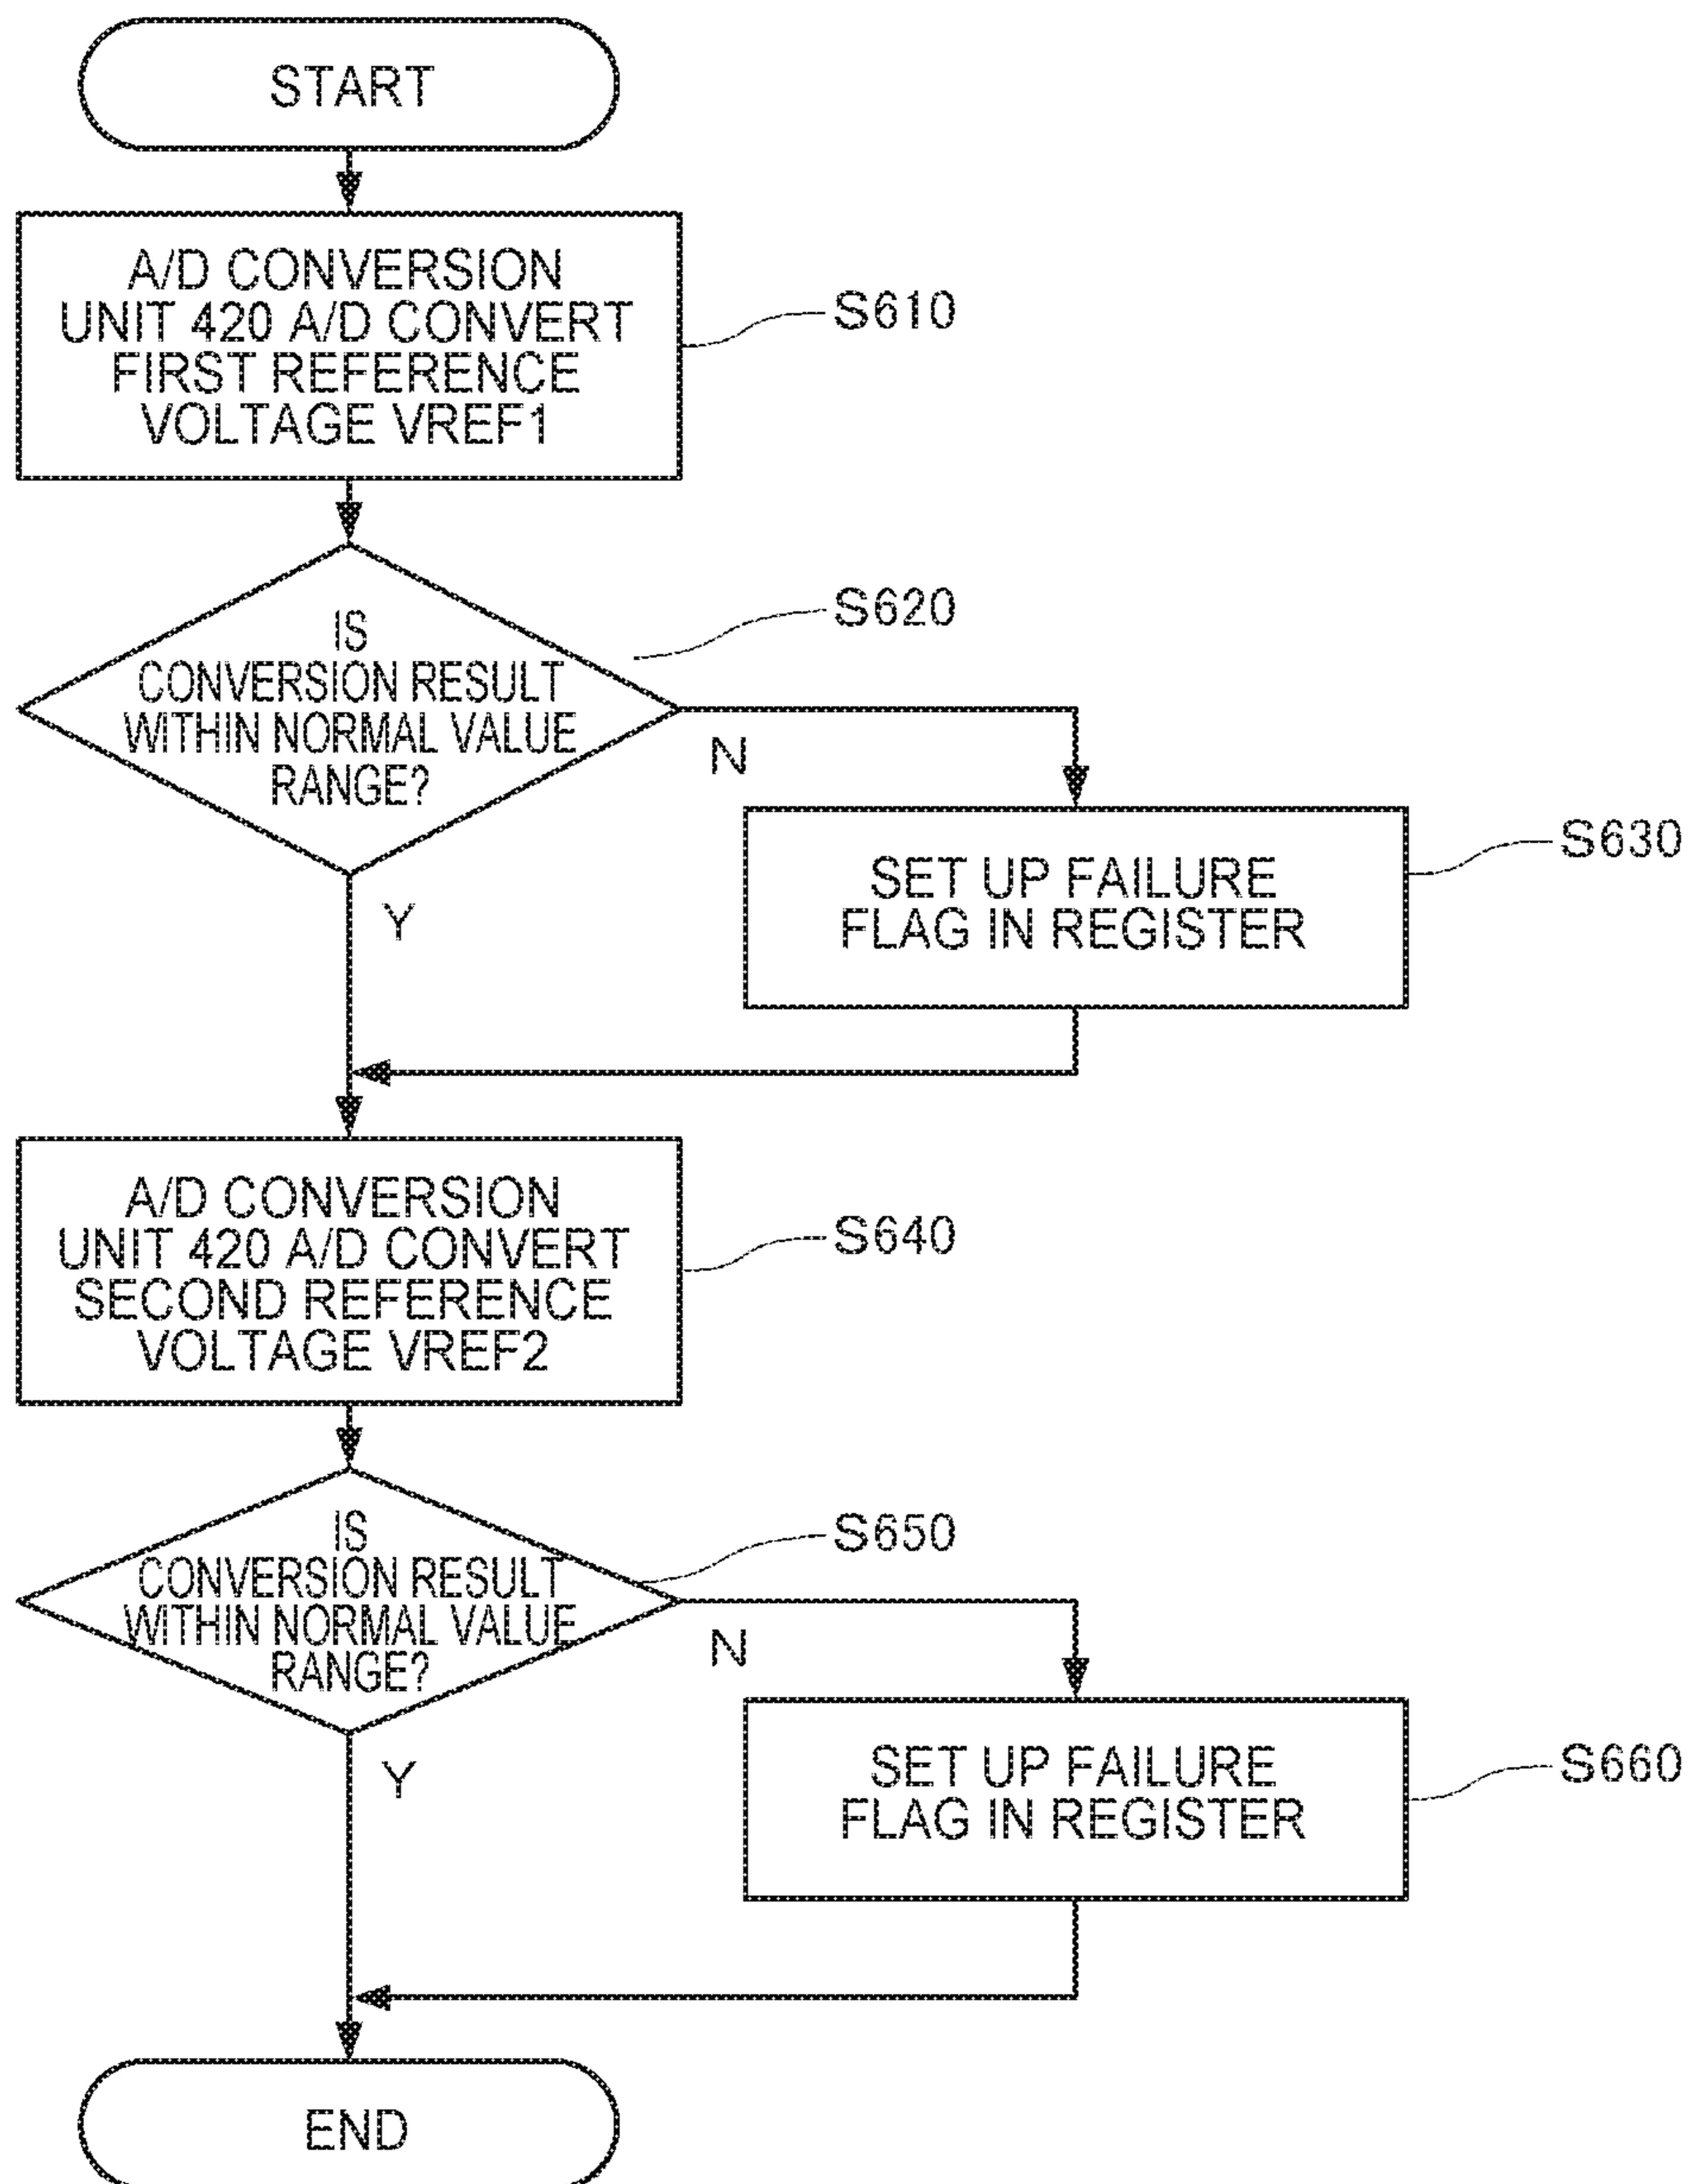 START
A/D CONVERSION
UNIT 420 A/D CONVERT
FIRST REFERENCE
VOLTAGE VREF1
S610
IS
CONVERSION RESULT
WITHIN NORMAL VALUE
RANGE?
S620
N
Y
SET UP FAILURE
FLAG IN REGISTER
S630
A/D CONVERSION
UNIT 420 A/D CONVERT
SECOND REFERENCE
VOLTAGE VREF2
S640
IS
CONVERSION RESULT
WITHIN NORMAL VALUE
RANGE?
S650
N
Y
SET UP FAILURE
FLAG IN REGISTER
S660
END